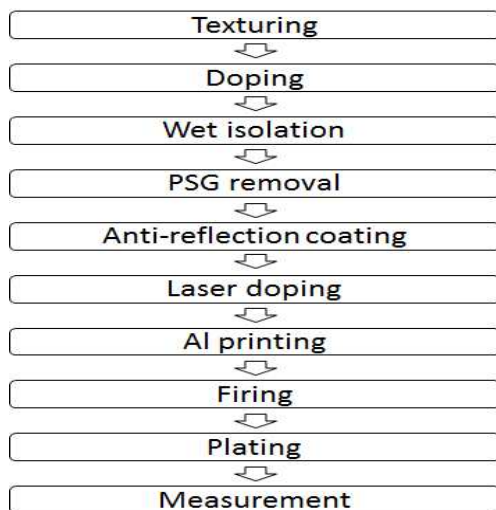 Texturing
Doping
Wet isolation
PSG removal
Anti-reflection coating
Laser doping
Al printing
Firing
Plating
Measurement